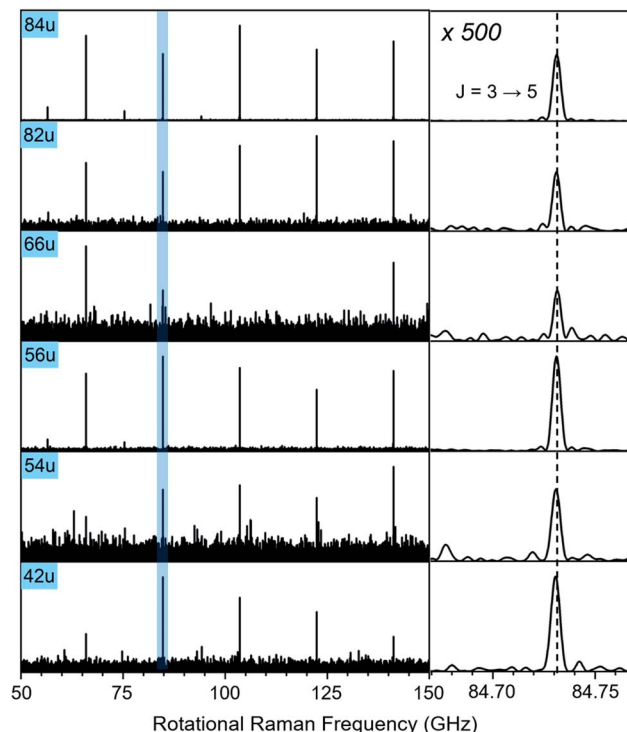 84u
x 500
J = 3 → 5
82u
66u
56u
54u
42u
50 75 100 125 150 84.70 84.75
Rotational Raman Frequency (GHz)